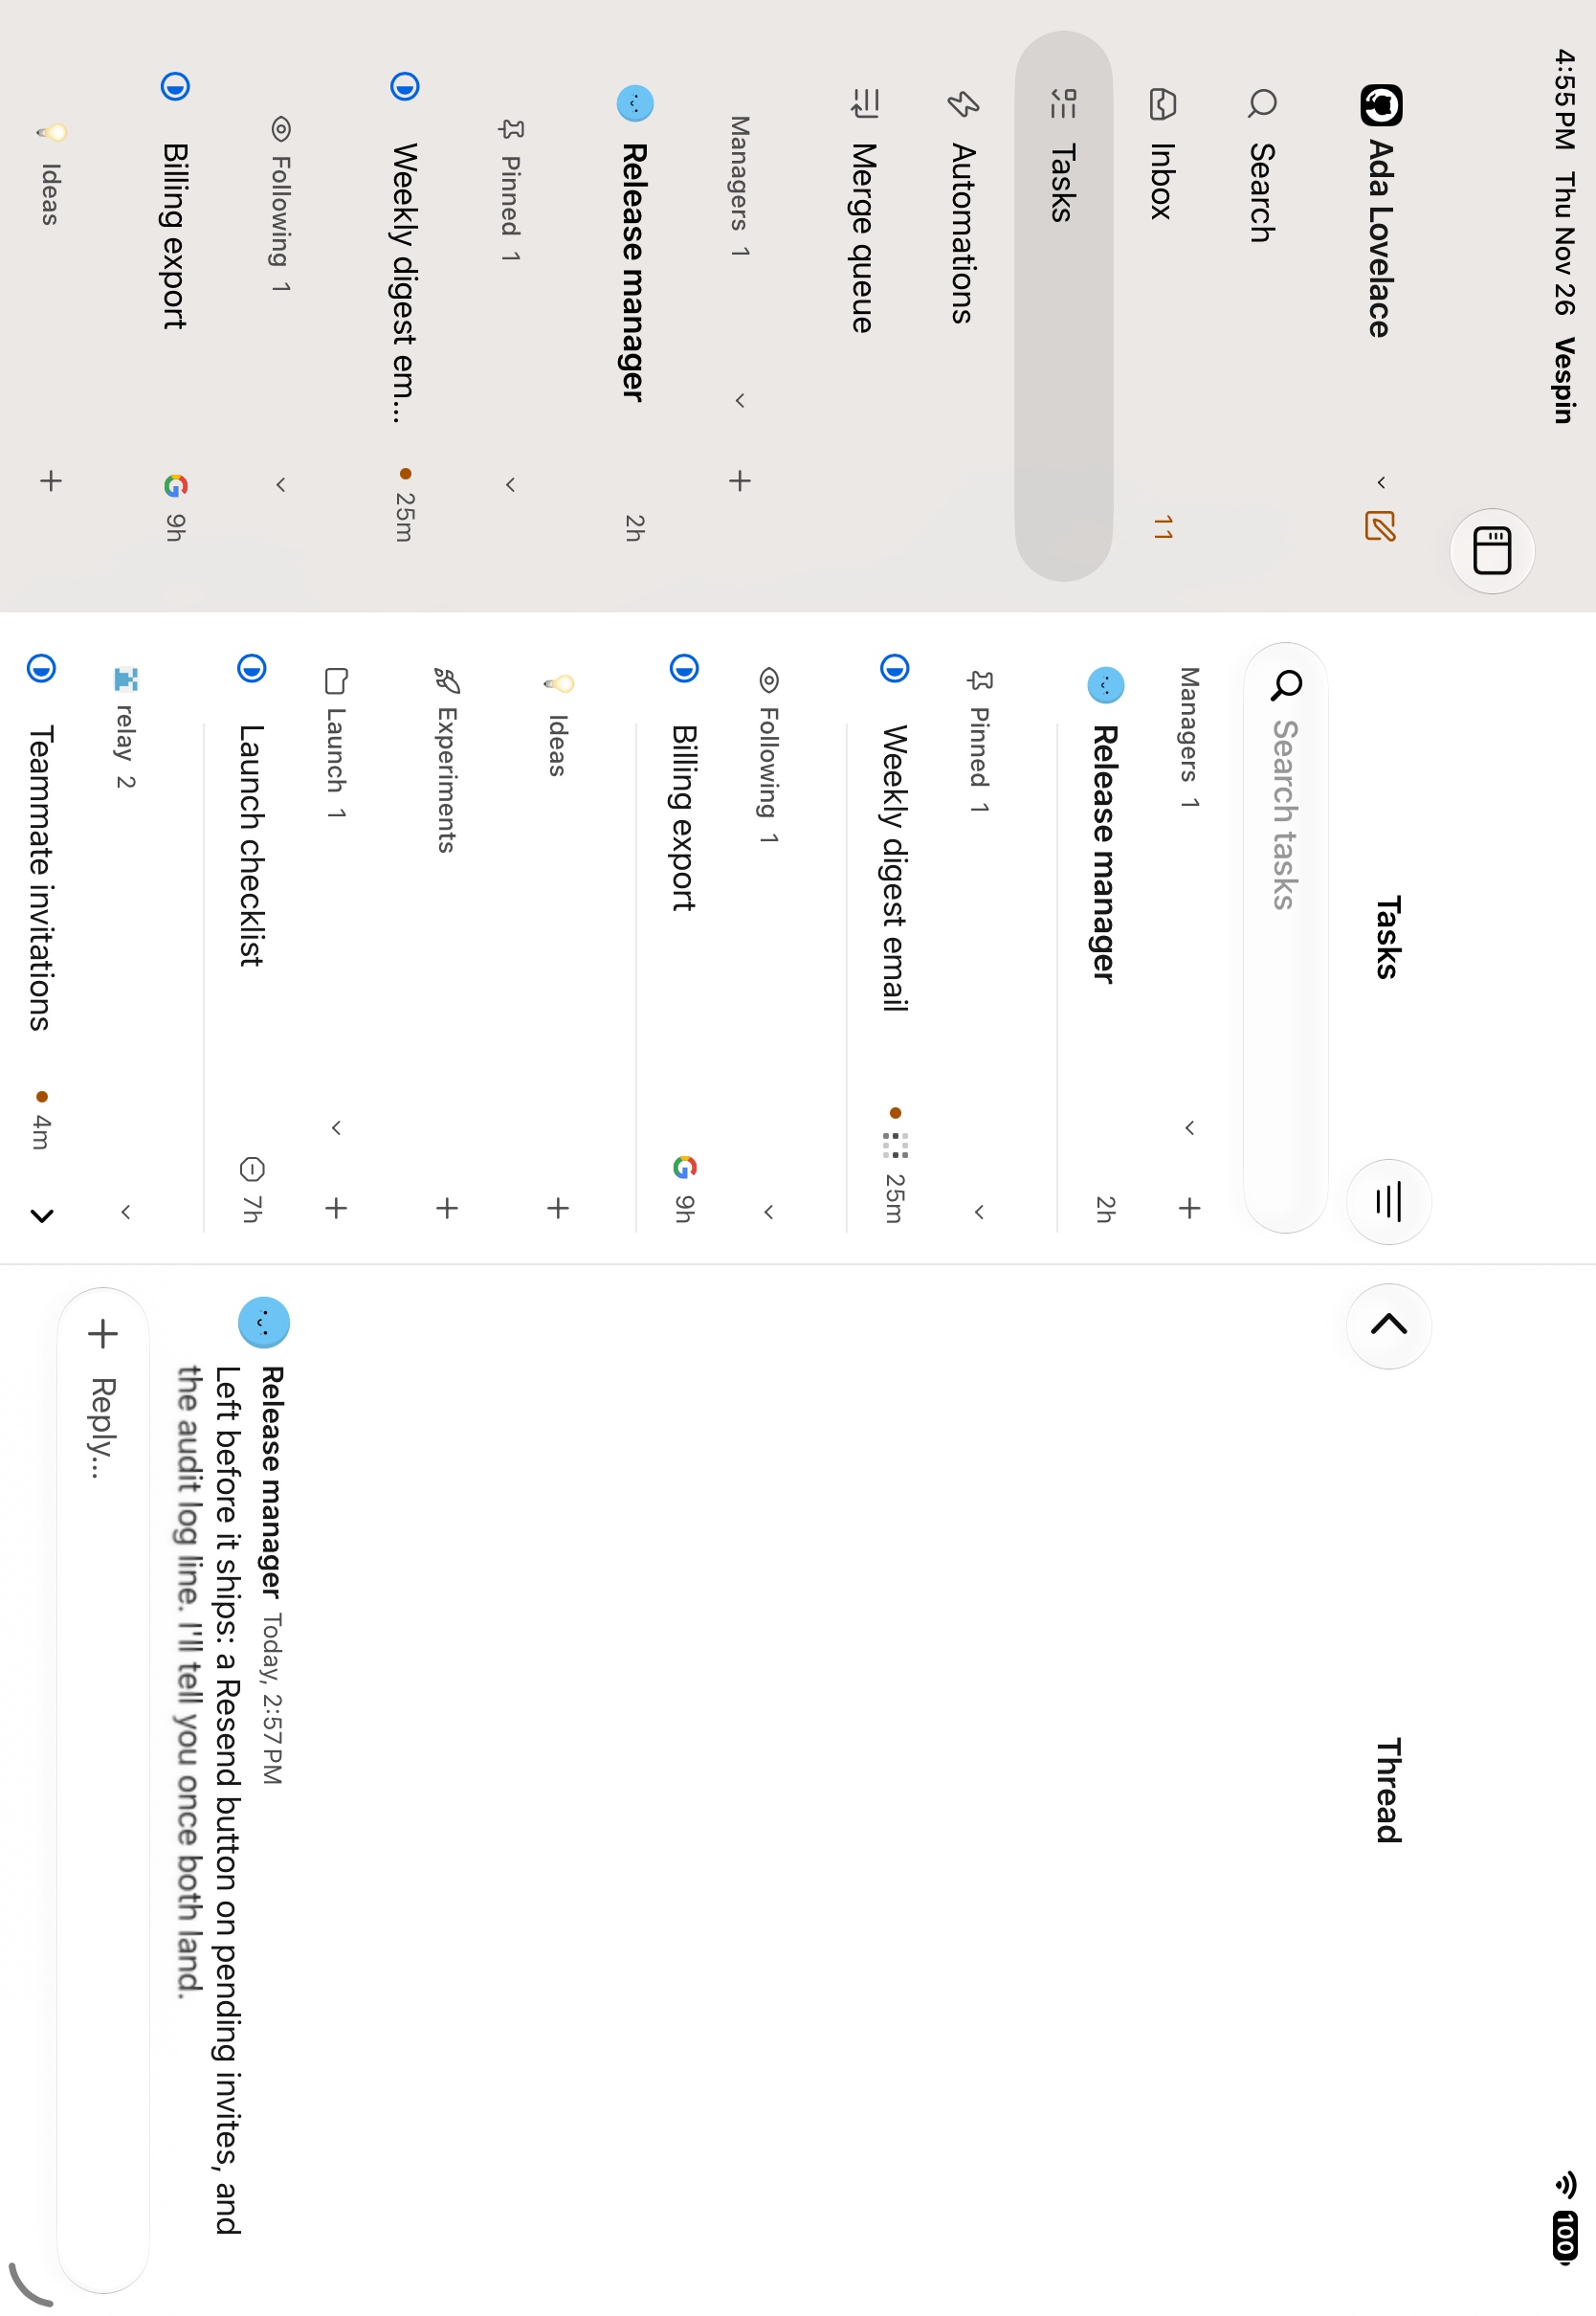 4:55 PM Thu Nov 26 Vespin
100
Ada Lovelace
Search
Inbox 11
Tasks
Automations
Merge queue
Managers 1
Release manager 2h
Pinned 1
Weekly digest em... 25m
Following 1
Billing export 9h
Ideas
Tasks
Search tasks
Managers 1
Release manager 2h
Pinned 1
Weekly digest email 25m
Following 1
Billing export 9h
Ideas
Experiments
Launch 1
Launch checklist 7h
relay 2
Teammate invitations 4m
Thread
Release manager Today, 2:57 PM
Left before it ships: a Resend button on pending invites, and
the audit log line. I'll tell you once both land.
Reply...